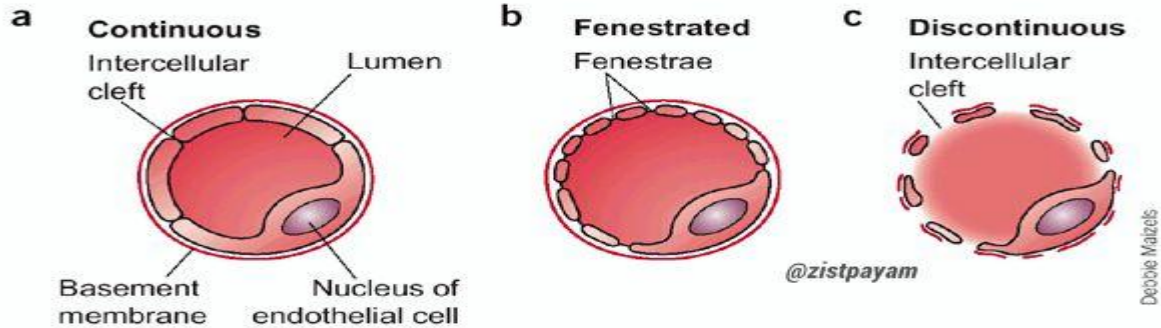 a
Continuous
Intercellular
cleft
Lumen
Basement
membrane
Nucleus of
endothelial cell
b
Fenestrated
Fenestrae
c
Discontinuous
Intercellular
cleft
@zistpayam
Debbie Maizels